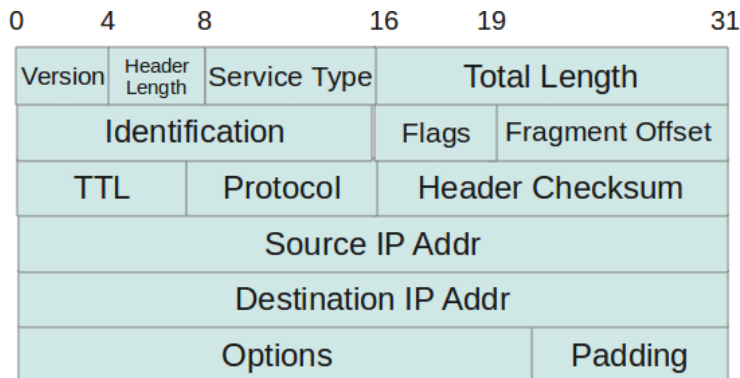 0 4 8 16 19 31
Version Header Length Service Type Total Length
Identification Flags Fragment Offset
TTL Protocol Header Checksum
Source IP Addr
Destination IP Addr
Options Padding